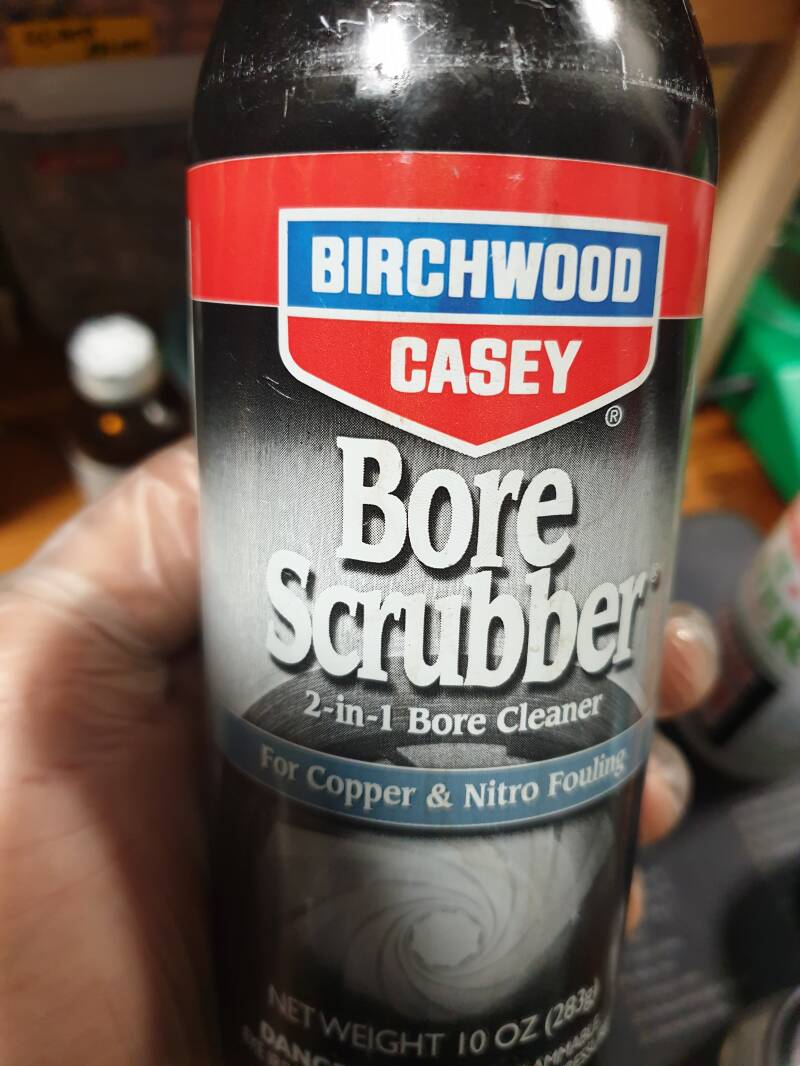 BIRCHWOOD
CASEY
®
Bore
Scrubber
2-in-1 Bore Cleaner
For Copper & Nitro Fouling
NET WEIGHT 10 OZ (283g)